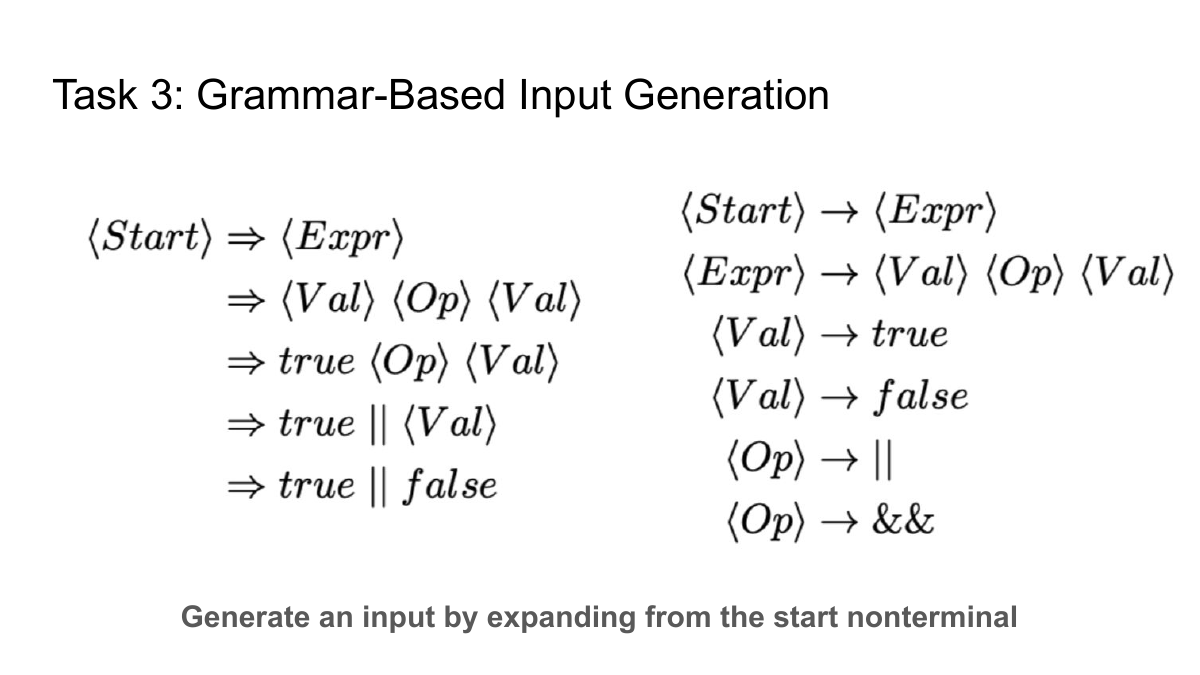 Task 3: Grammar-Based Input Generation
⟨Start⟩ ⇒ ⟨Expr⟩
⇒ ⟨Val⟩ ⟨Op⟩ ⟨Val⟩
⇒ true ⟨Op⟩ ⟨Val⟩
⇒ true || ⟨Val⟩
⇒ true || false
⟨Start⟩ → ⟨Expr⟩
⟨Expr⟩ → ⟨Val⟩ ⟨Op⟩ ⟨Val⟩
⟨Val⟩ → true
⟨Val⟩ → false
⟨Op⟩ → ||
⟨Op⟩ → &&
Generate an input by expanding from the start nonterminal